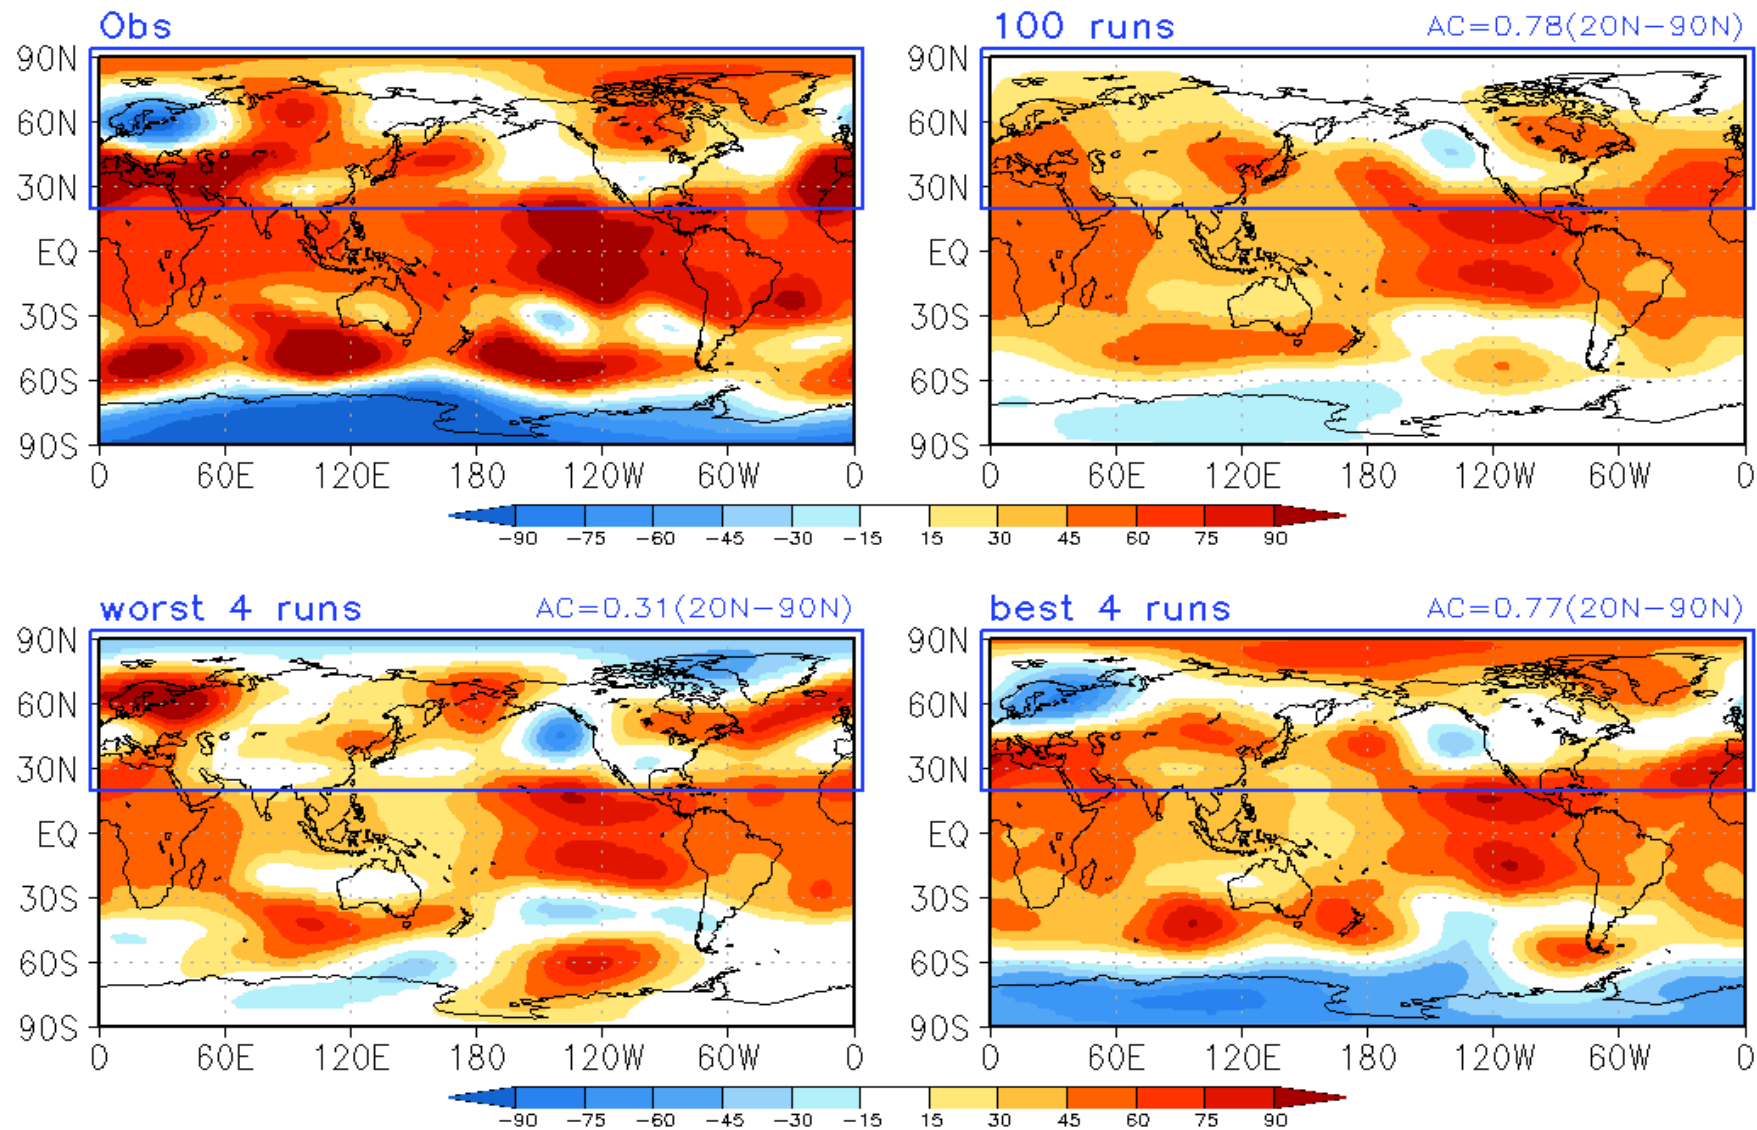 Obs
100 runs AC=0.78(20N−90N)
90N
60N
30N
EQ
30S
60S
90S
0 60E 120E 180 120W 60W 0
90N
60N
30N
EQ
30S
60S
90S
0 60E 120E 180 120W 60W 0
−90 −75 −60 −45 −30 −15 15 30 45 60 75 90
worst 4 runs AC=0.31(20N−90N)
best 4 runs AC=0.77(20N−90N)
90N
60N
30N
EQ
30S
60S
90S
0 60E 120E 180 120W 60W 0
90N
60N
30N
EQ
30S
60S
90S
0 60E 120E 180 120W 60W 0
−90 −75 −60 −45 −30 −15 15 30 45 60 75 90